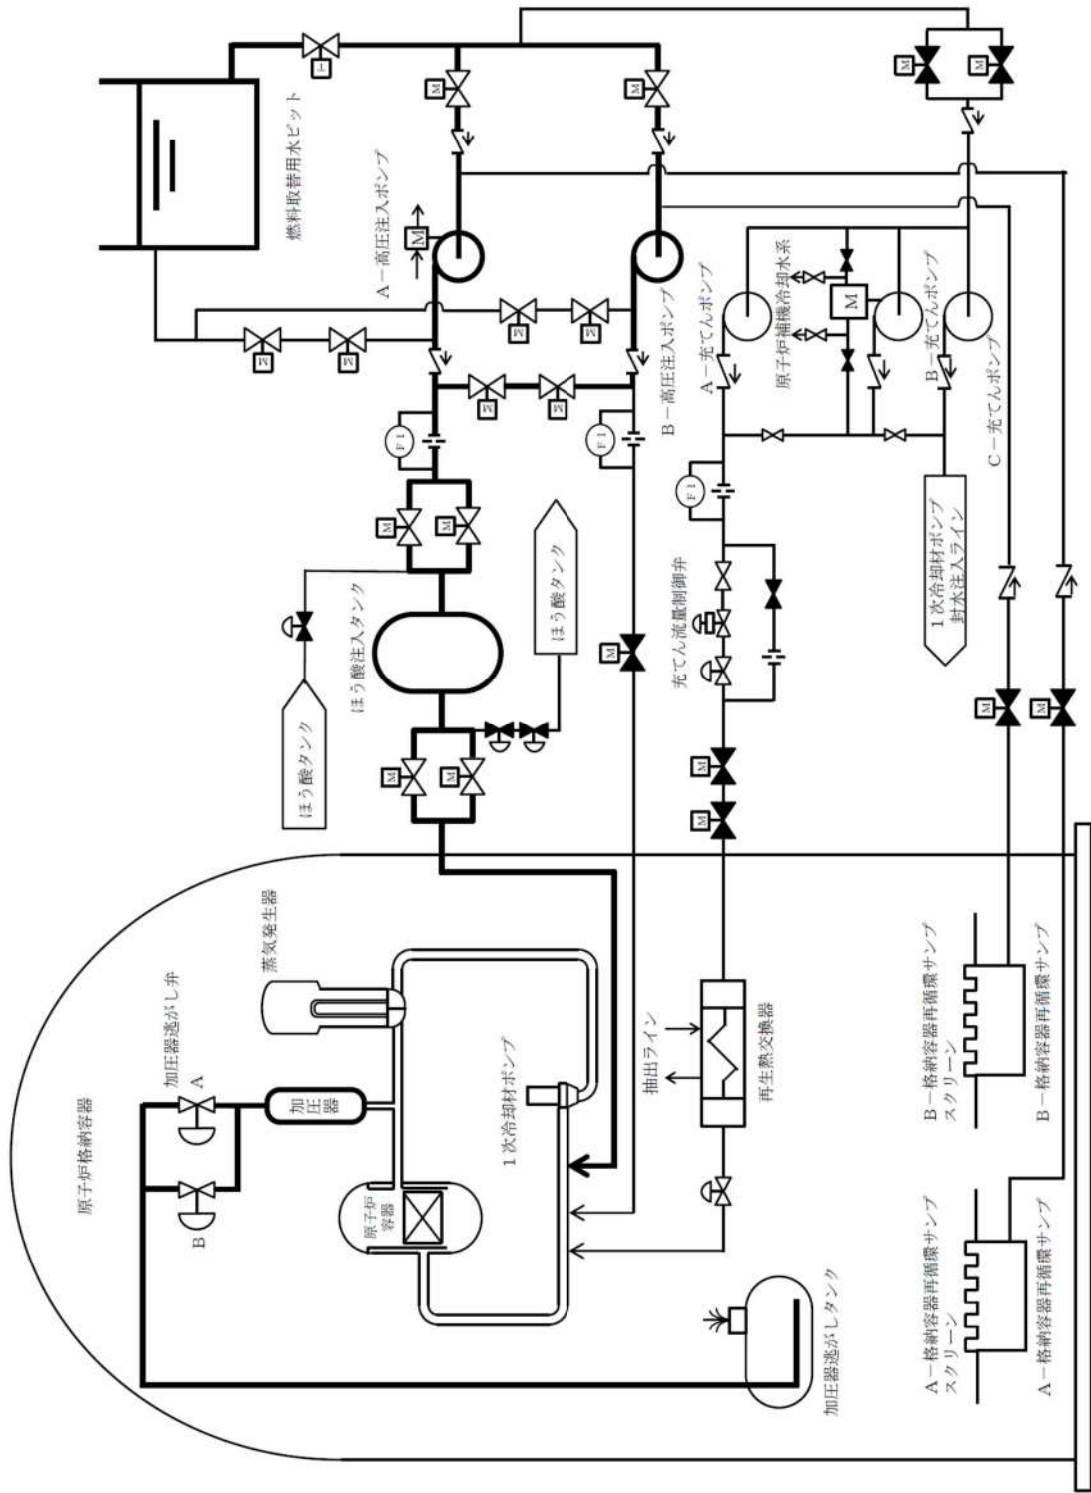 原子炉格納容器
加圧器逃がし弁
A
B
蒸気発生器
加圧器
原子炉
容器
1次冷却材ポンプ
加圧器逃がしタンク
抽出ライン
再生熱交換器
A－格納容器再循環サンプ
スクリーン
A－格納容器再循環サンプ
B－格納容器再循環サンプ
スクリーン
B－格納容器再循環サンプ
ほう酸タンク
ほう酸注入タンク
ほう酸タンク
M
M
M
M
M
F I
F I
F I
充てん流量制御弁
M
M
1次冷却材ポンプ
封水注入ライン
M
M
燃料取替用水ピット
A－高圧注入ポンプ
M
B－高圧注入ポンプ
M
M
M
M
M
M
M
M
A－充てんポンプ
原子炉補機冷却水系
M
B－充てんポンプ
C－充てんポンプ
M
M